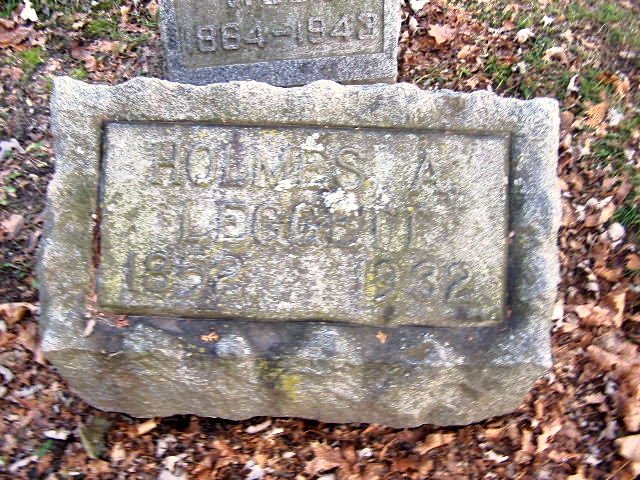 1864-1943
HOLMES A.
LEGGETT
1852 1932